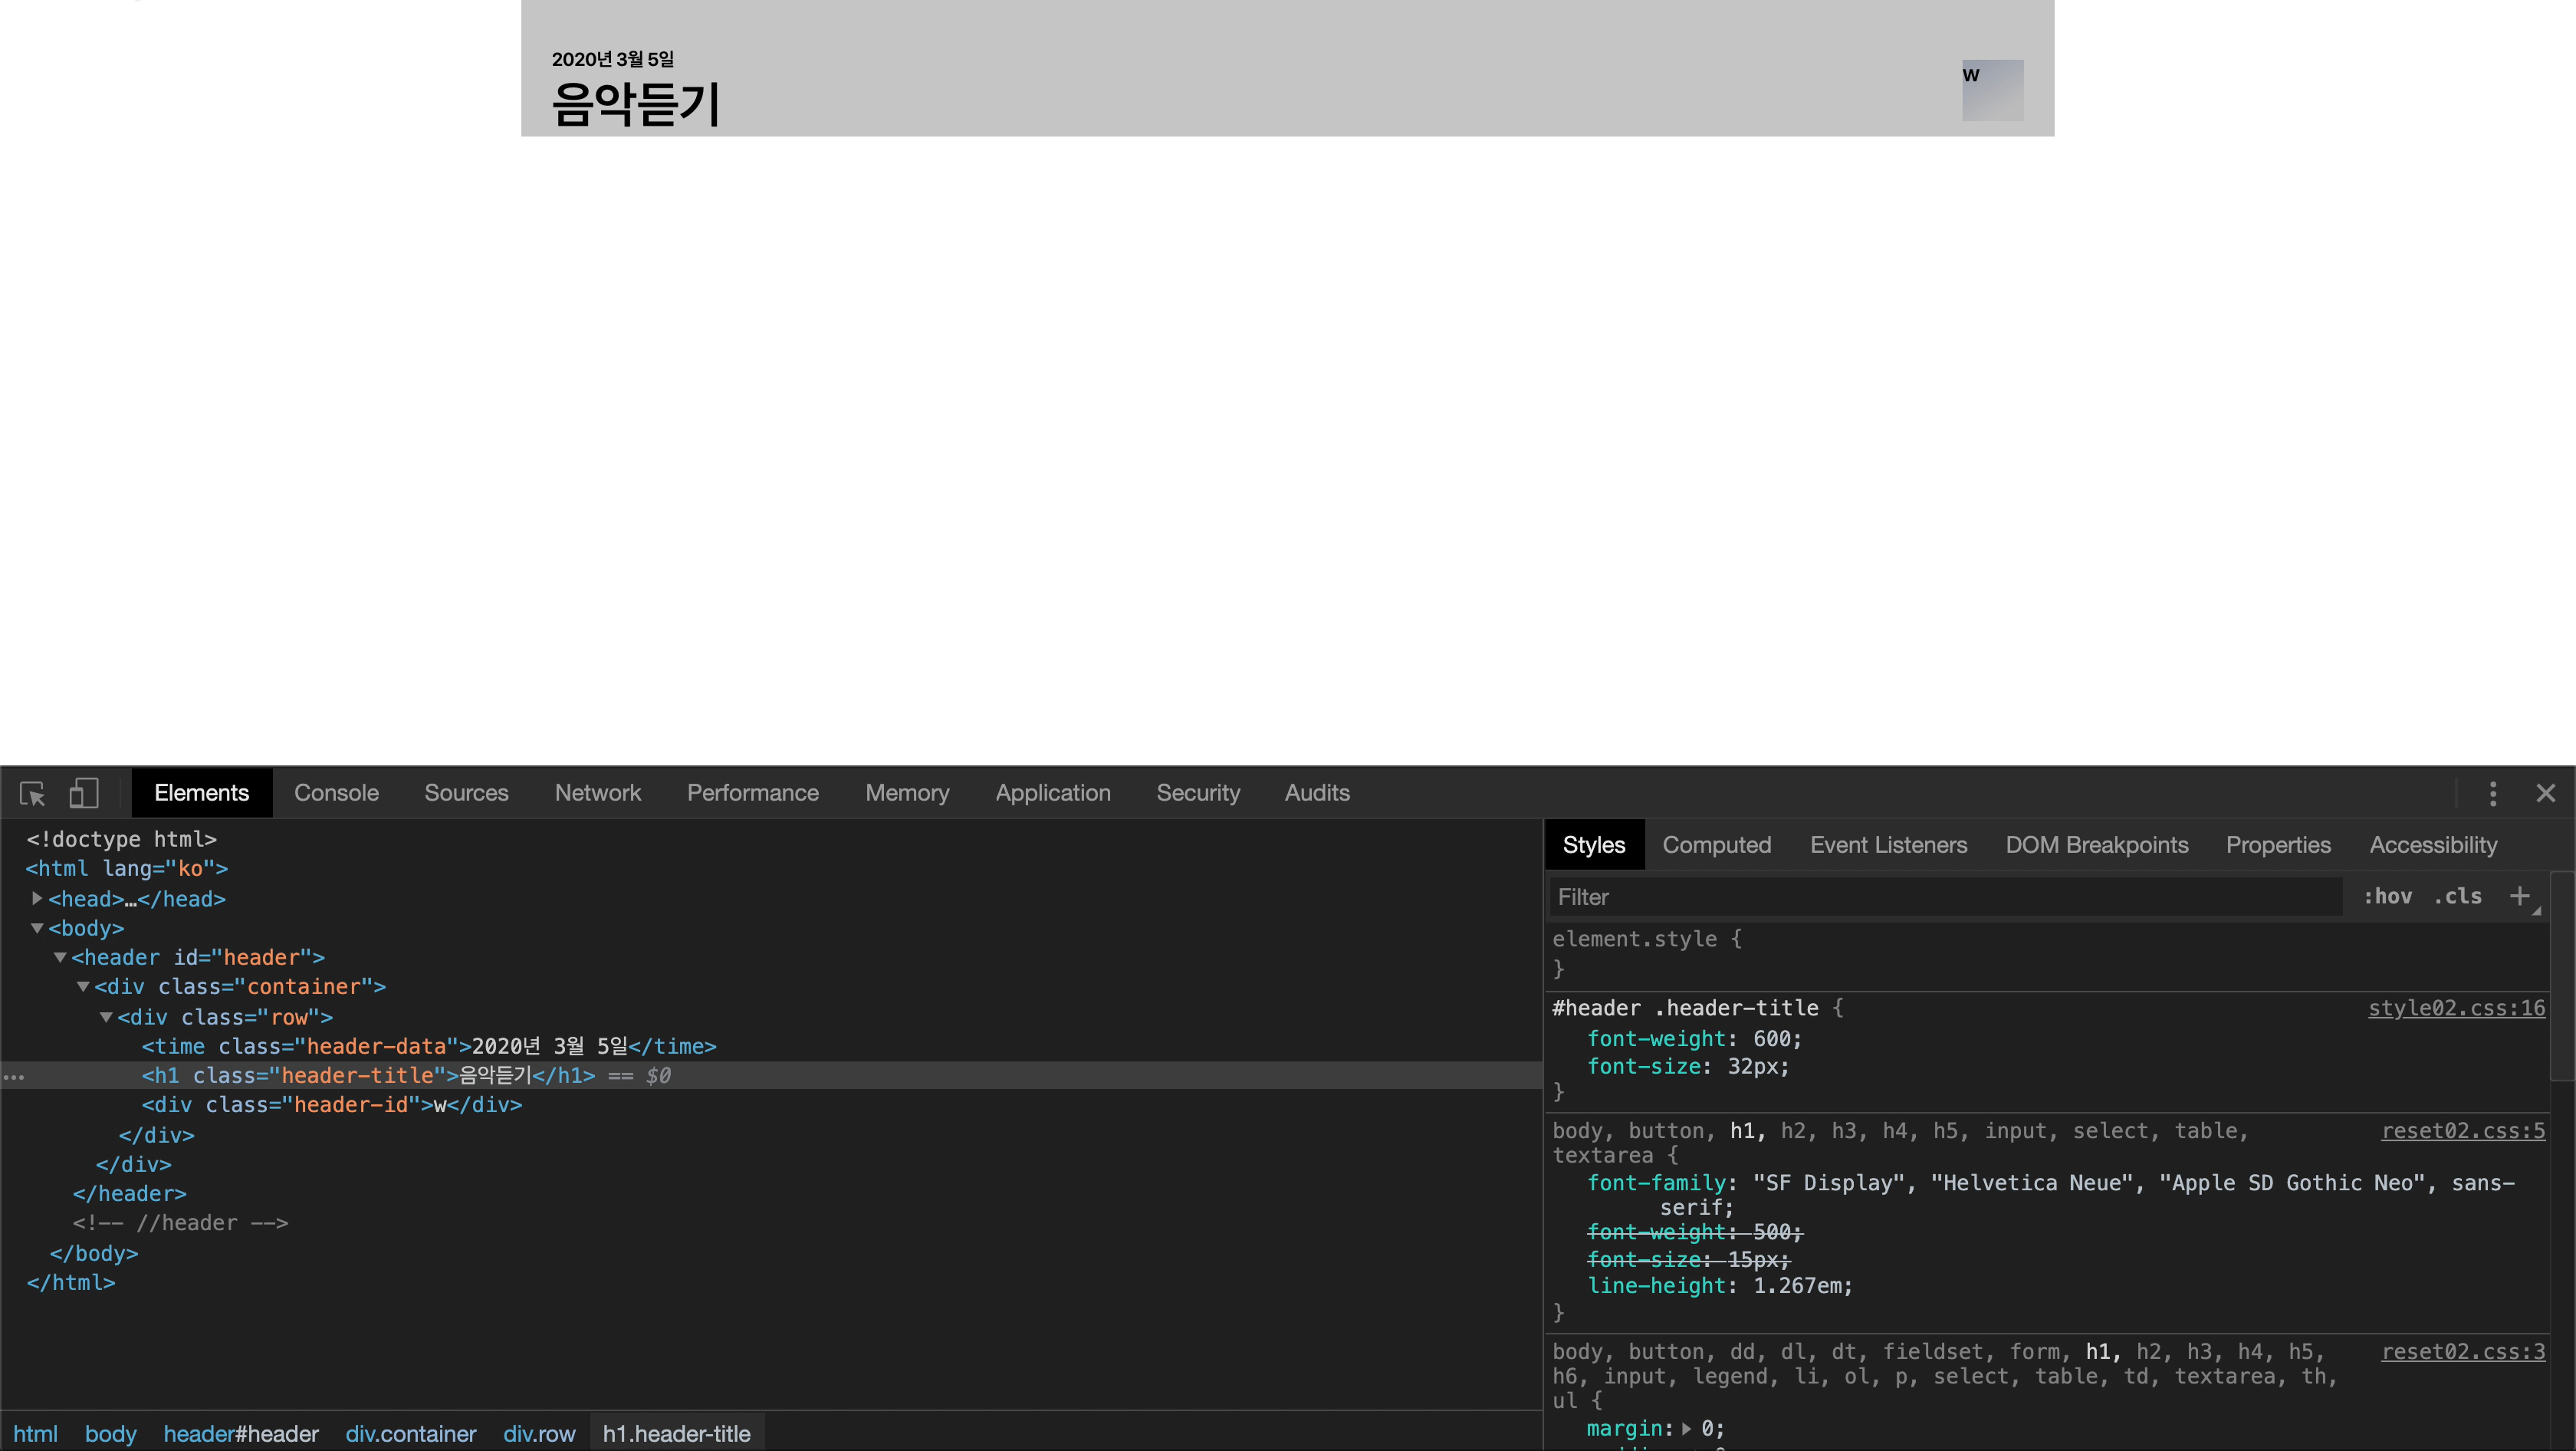 2020년 3월 5일
음악듣기
W
Elements Console Sources Network Performance Memory Application Security Audits
<!doctype html>
<html lang="ko">
<head>…</head>
<body>
<header id="header">
<div class="container">
<div class="row">
<time class="header-data">2020년 3월 5일</time>
<h1 class="header-title">음악듣기</h1> == $0
<div class="header-id">w</div>
</div>
</div>
</header>
<!-- //header -->
</body>
</html>
html body header#header div.container div.row h1.header-title
Styles Computed Event Listeners DOM Breakpoints Properties Accessibility
Filter :hov .cls +
element.style {
}
#header .header-title { style02.css:16
font-weight: 600;
font-size: 32px;
}
body, button, h1, h2, h3, h4, h5, input, select, table, reset02.css:5
textarea {
font-family: "SF Display", "Helvetica Neue", "Apple SD Gothic Neo", sans-
serif;
font-weight: 500;
font-size: 15px;
line-height: 1.267em;
}
body, button, dd, dl, dt, fieldset, form, h1, h2, h3, h4, h5, reset02.css:3
h6, input, legend, li, ol, p, select, table, td, textarea, th,
ul {
margin: 0;